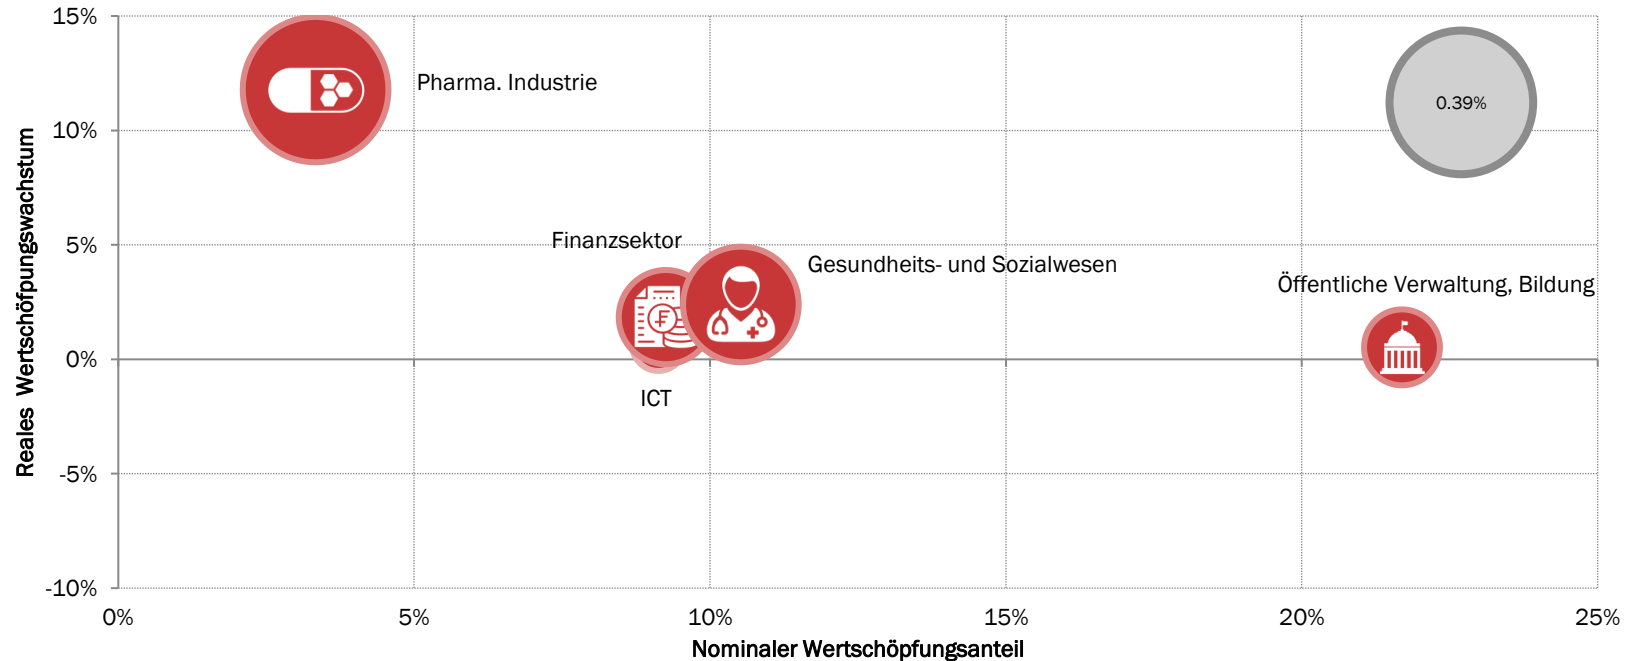 15%
10%
5%
0%
-5%
-10%
Reales Wertschöfpungswachstum
Pharma. Industrie
0.39%
Finanzsektor
Gesundheits- und Sozialwesen
Öffentliche Verwaltung, Bildung
ICT
0%
5%
10%
15%
20%
25%
Nominaler Wertschöpfungsanteil